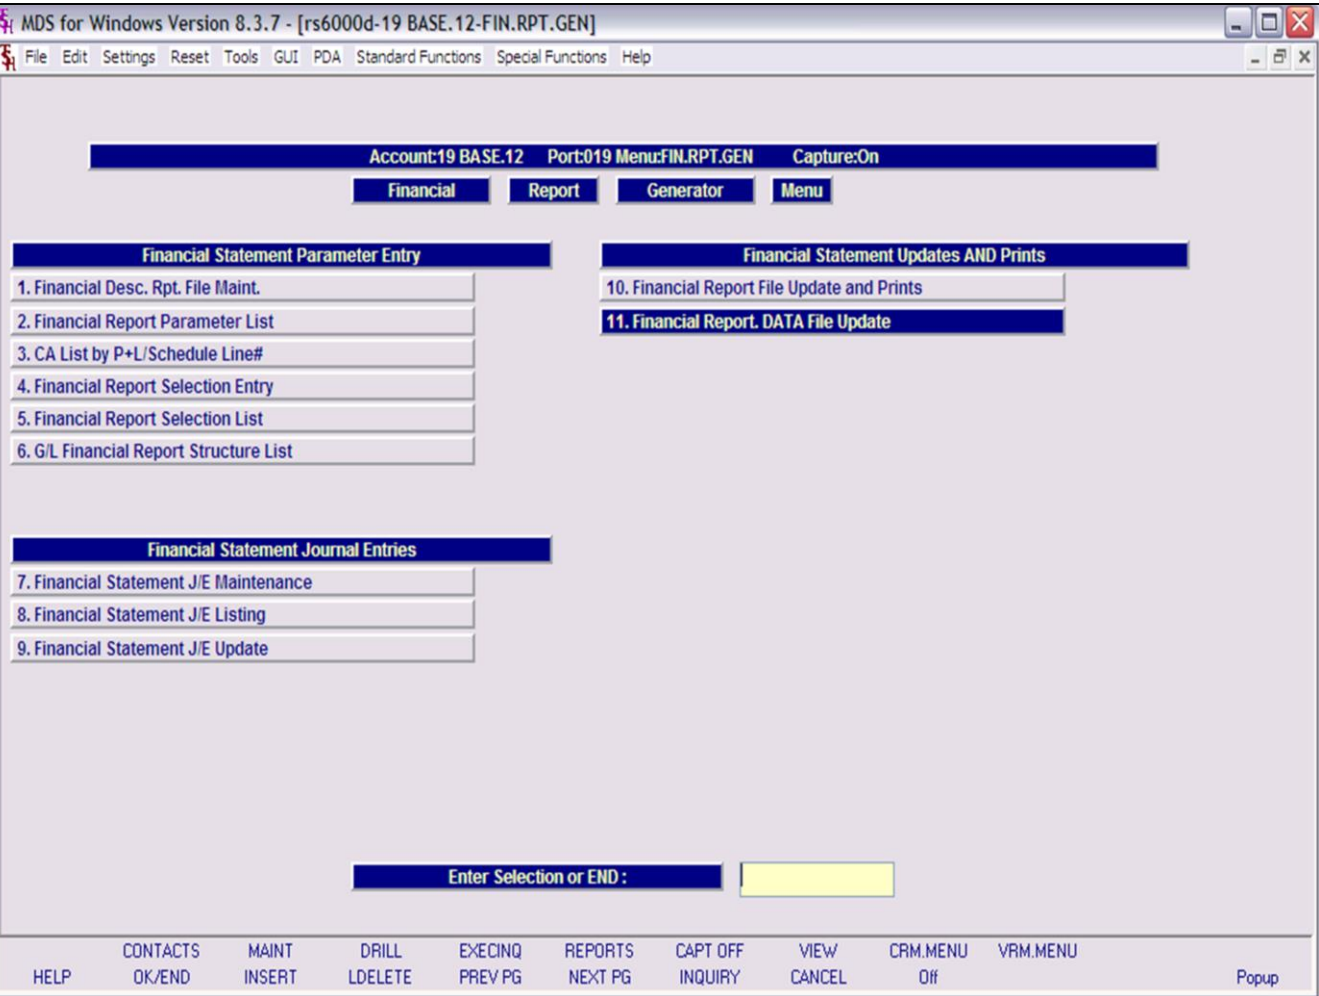 MDS for Windows Version 8.3.7 - [rs6000d-19 BASE.12-FIN.RPT.GEN]
File Edit Settings Reset Tools GUI PDA Standard Functions Special Functions Help
Account:19 BASE.12 Port:019 Menu:FIN.RPT.GEN Capture:On
Financial Report Generator Menu
Financial Statement Parameter Entry
1. Financial Desc. Rpt. File Maint.
2. Financial Report Parameter List
3. CA List by P+L/Schedule Line#
4. Financial Report Selection Entry
5. Financial Report Selection List
6. G/L Financial Report Structure List
Financial Statement Journal Entries
7. Financial Statement J/E Maintenance
8. Financial Statement J/E Listing
9. Financial Statement J/E Update
Financial Statement Updates AND Prints
10. Financial Report File Update and Prints
11. Financial Report. DATA File Update
Enter Selection or END :
CONTACTS MAINT DRILL EXECINQ REPORTS CAPT OFF VIEW CRM.MENU VRM.MENU
HELP OK/END INSERT LDELETE PREV PG NEXT PG INQUIRY CANCEL Off Popup